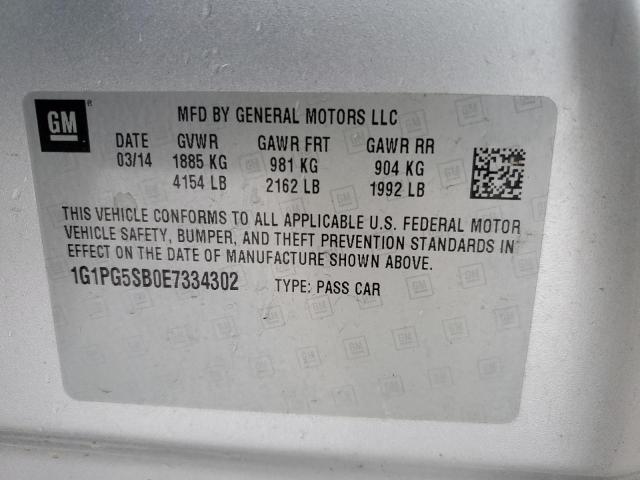 GM ®
MFD BY GENERAL MOTORS LLC
DATE GVWR GAWR FRT GAWR RR
03/14 1885 KG 981 KG 904 KG
4154 LB 2162 LB 1992 LB
THIS VEHICLE CONFORMS TO ALL APPLICABLE U.S. FEDERAL MOTOR
VEHICLE SAFETY, BUMPER, AND THEFT PREVENTION STANDARDS IN
EFFECT ON THE DATE OF MANUFACTURE SHOWN ABOVE.
1G1PG5SB0E7334302 TYPE: PASS CAR